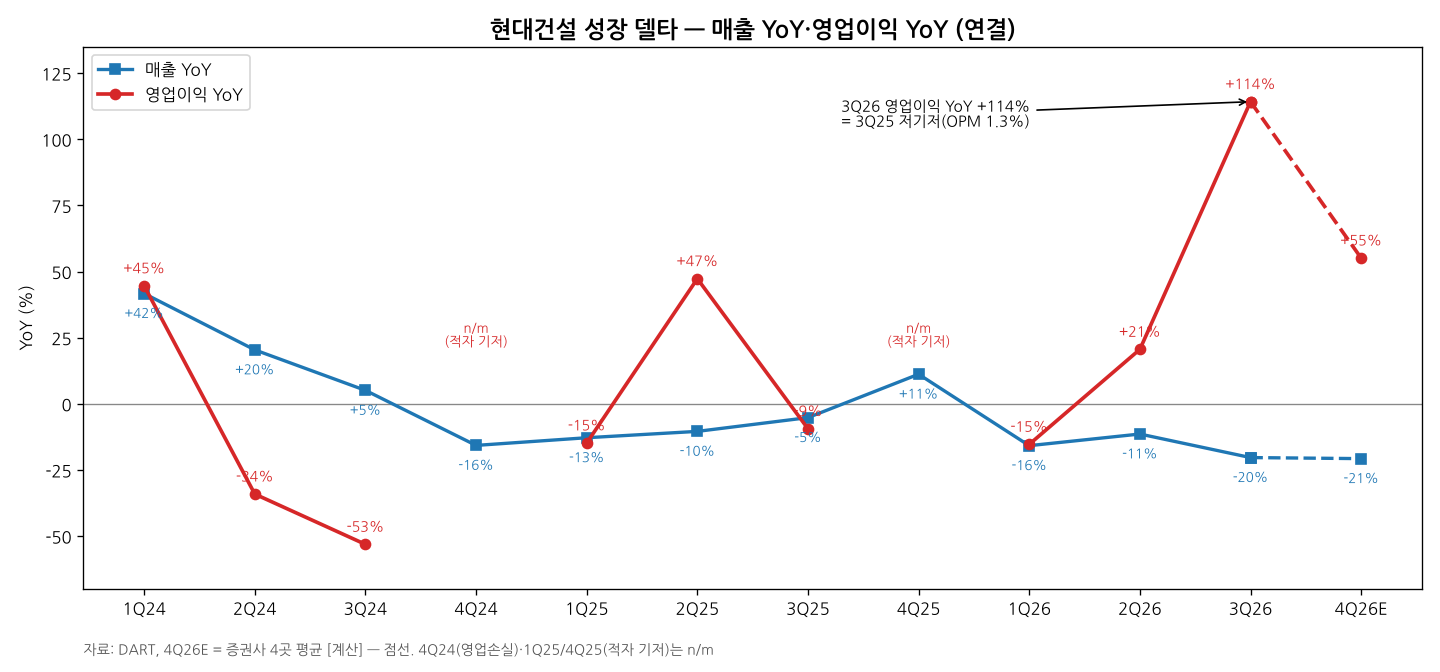 현대건설 성장 델타 — 매출 YoY·영업이익 YoY (연결)
매출 YoY
영업이익 YoY
YoY (%)
125
100
75
50
25
0
-25
-50
+45%
+42%
-34%
+20%
-53%
+5%
n/m
(적자 기저)
-16%
-15%
-13%
+47%
-10%
-9%
-5%
n/m
(적자 기저)
+11%
-15%
-16%
+21%
-11%
3Q26 영업이익 YoY +114%
= 3Q25 저기저(OPM 1.3%)
+114%
-20%
+55%
-21%
1Q24 2Q24 3Q24 4Q24 1Q25 2Q25 3Q25 4Q25 1Q26 2Q26 3Q26 4Q26E
자료: DART, 4Q26E = 증권사 4곳 평균 [계산] — 점선. 4Q24(영업손실)·1Q25/4Q25(적자 기저)는 n/m